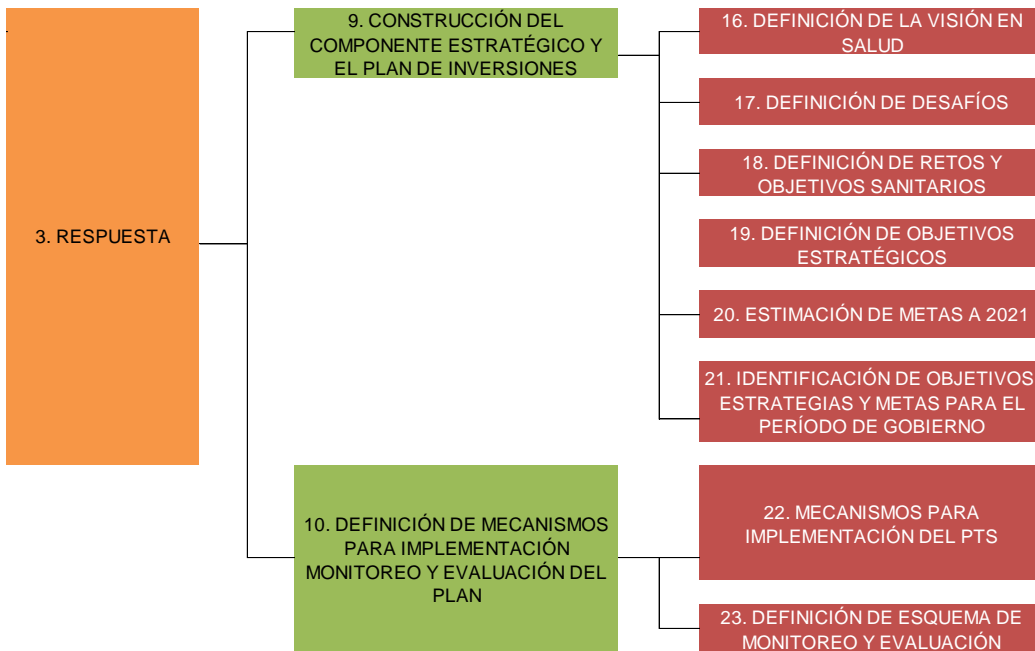 3. RESPUESTA
9. CONSTRUCCIÓN DEL
COMPONENTE ESTRATÉGICO Y
EL PLAN DE INVERSIONES
16. DEFINICIÓN DE LA VISIÓN EN
SALUD
17. DEFINICIÓN DE DESAFÍOS
18. DEFINICIÓN DE RETOS Y
OBJETIVOS SANITARIOS
19. DEFINICIÓN DE OBJETIVOS
ESTRATÉGICOS
20. ESTIMACIÓN DE METAS A 2021
21. IDENTIFICACIÓN DE OBJETIVOS
ESTRATEGIAS Y METAS PARA EL
PERÍODO DE GOBIERNO
10. DEFINICIÓN DE MECANISMOS
PARA IMPLEMENTACIÓN
MONITOREO Y EVALUACIÓN DEL
PLAN
22. MECANISMOS PARA
IMPLEMENTACIÓN DEL PTS
23. DEFINICIÓN DE ESQUEMA DE
MONITOREO Y EVALUACIÓN